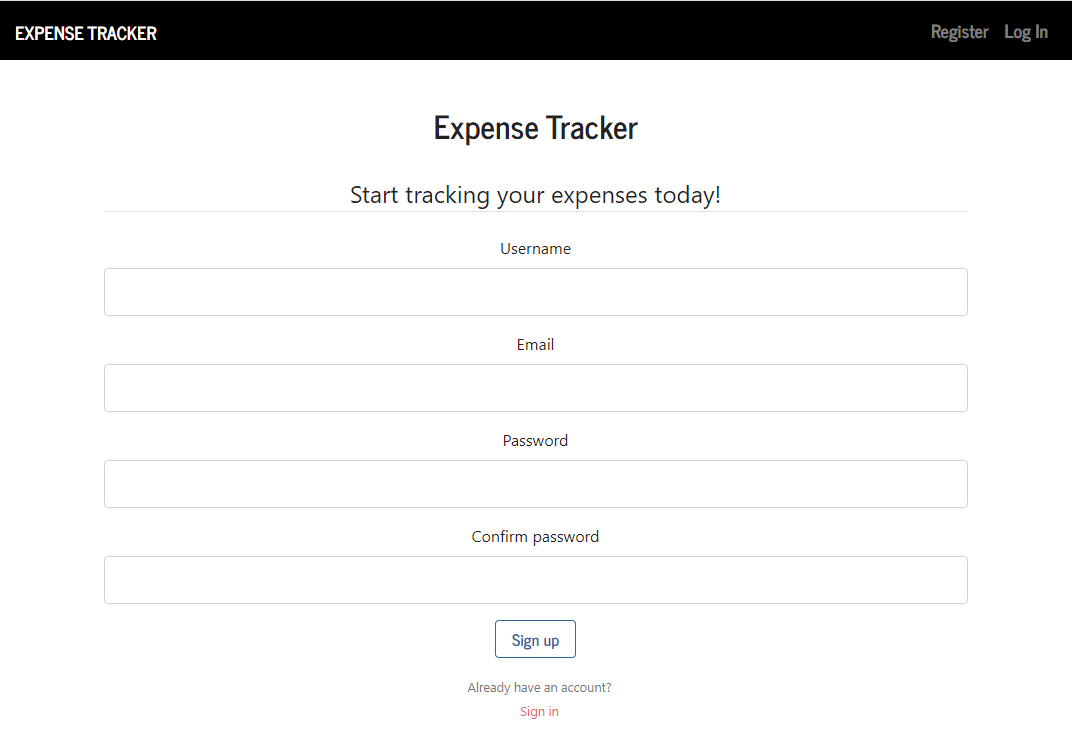 EXPENSE TRACKER Register Log In
Expense Tracker
Start tracking your expenses today!
Username
Email
Password
Confirm password
Sign up
Already have an account?
Sign in